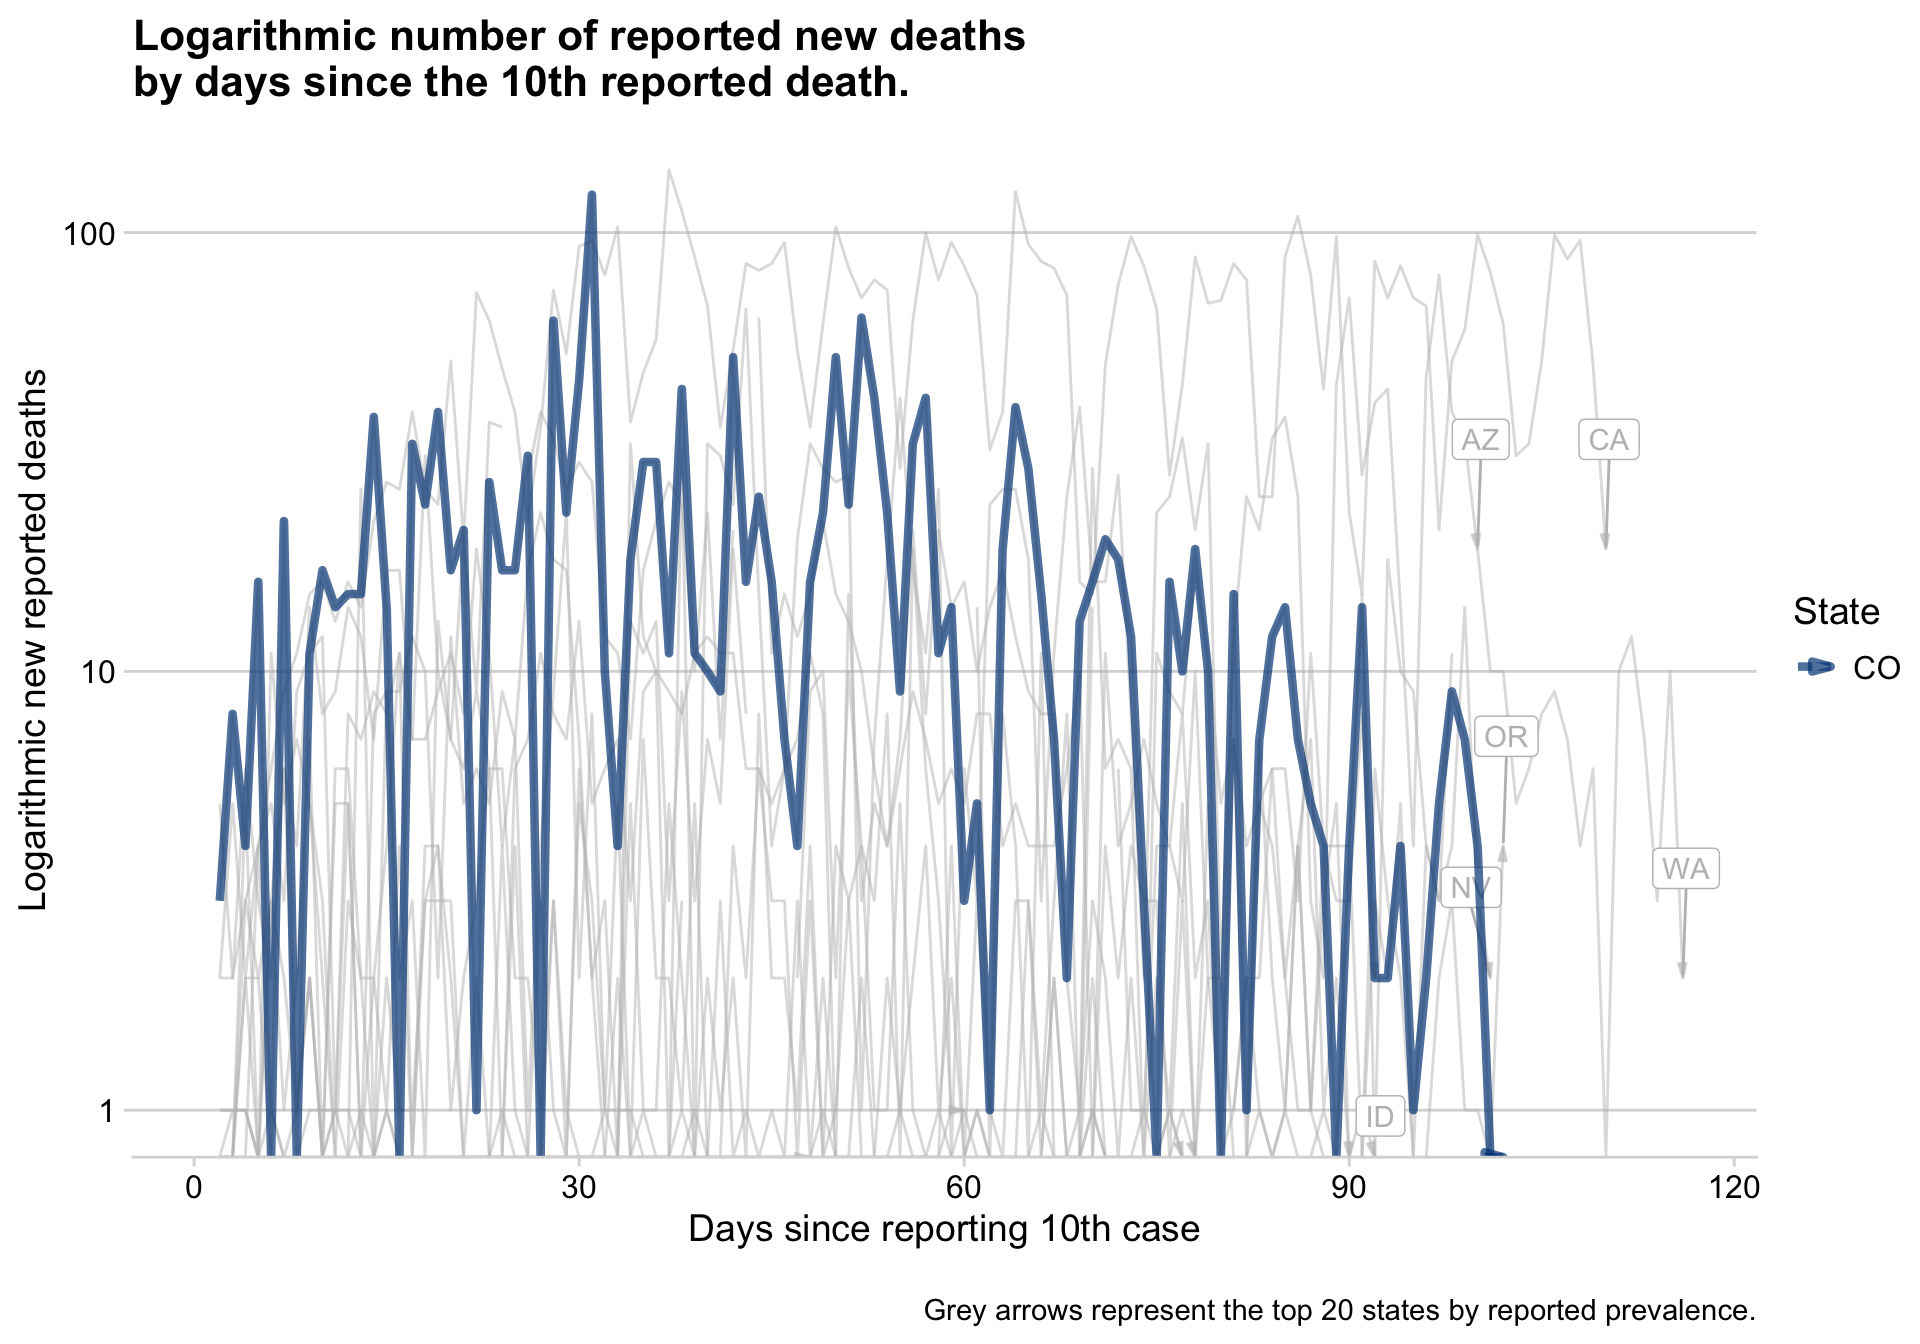 Logarithmic number of reported new deaths
by days since the 10th reported death.
Logarithmic new reported deaths
100
10
1
AZ
CA
OR
NV
WA
ID
State
CO
0
30
60
90
120
Days since reporting 10th case
Grey arrows represent the top 20 states by reported prevalence.